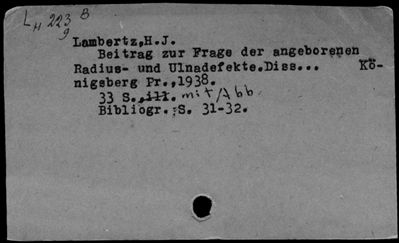 L H 223 B
9
Lambertz,H.J.
Beitrag zur Frage der angeborenen
Radius- und Ulnadefekte.Diss... Kö-
nigsberg Pr.,1938.
33 S.,ill. mit Abb.
Bibliogr.:S. 31-32.